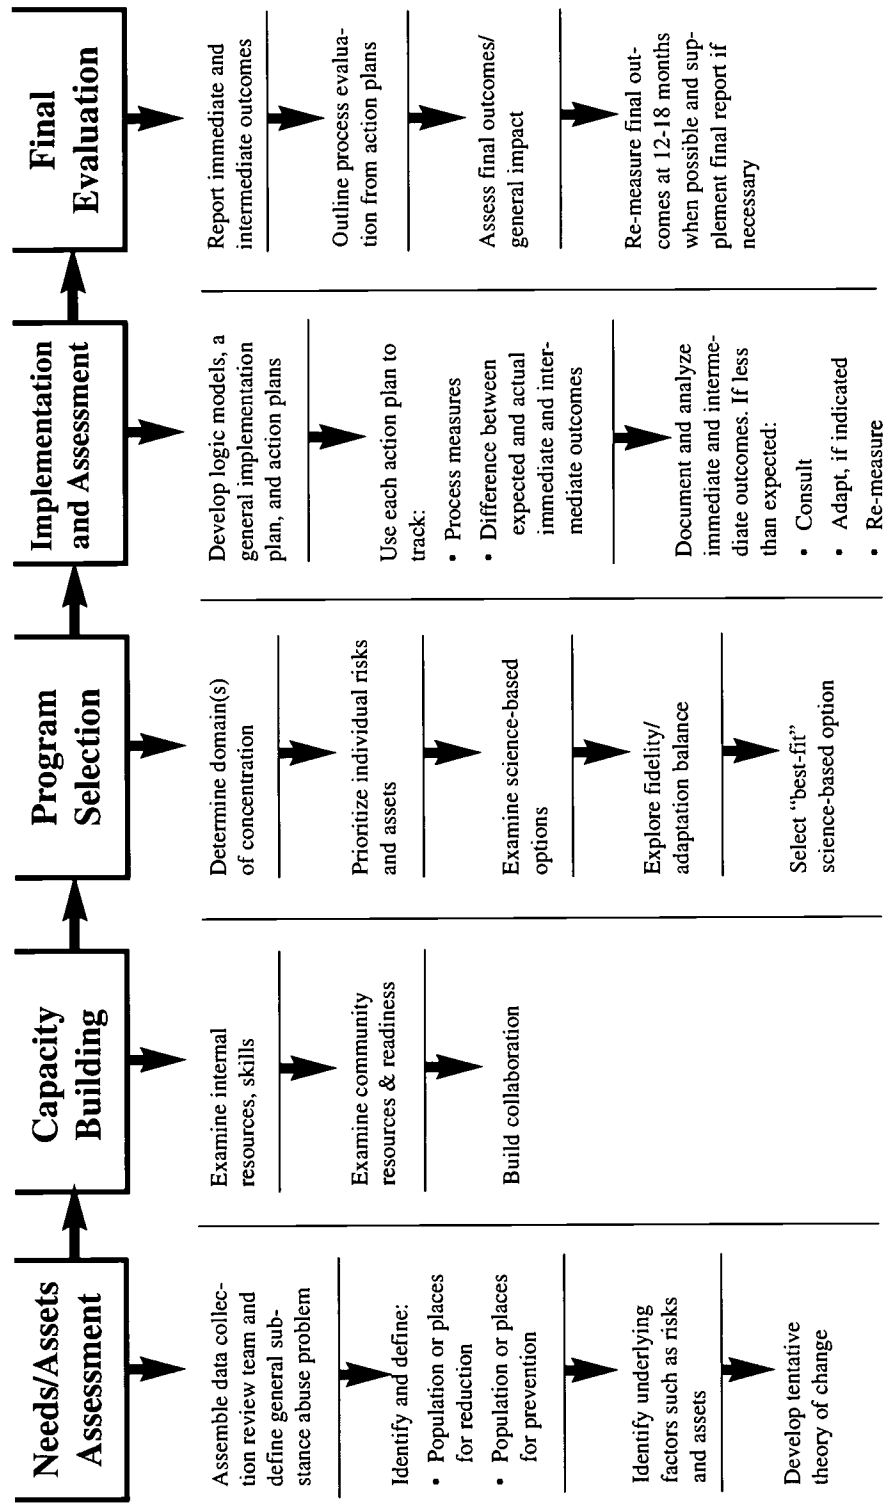 Needs/Assets
Assessment
Assemble data collec-
tion review team and
define general sub-
stance abuse problem
Identify and define:
• Population or places
for reduction
• Population or places
for prevention
Identify underlying
factors such as risks
and assets
Develop tentative
theory of change
Capacity
Building
Examine internal
resources, skills
Examine community
resources & readiness
Build collaboration
Program
Selection
Determine domain(s)
of concentration
Prioritize individual risks
and assets
Examine science-based
options
Explore fidelity/
adaptation balance
Select “best-fit”
science-based option
Implementation
and Assessment
Develop logic models, a
general implementation
plan, and action plans
Use each action plan to
track:
• Process measures
• Difference between
expected and actual
immediate and inter-
mediate outcomes
Document and analyze
immediate and interme-
diate outcomes. If less
than expected:
• Consult
• Adapt, if indicated
• Re-measure
Final
Evaluation
Report immediate and
intermediate outcomes
Outline process evalua-
tion from action plans
Assess final outcomes/
general impact
Re-measure final out-
comes at 12-18 months
when possible and sup-
plement final report if
necessary